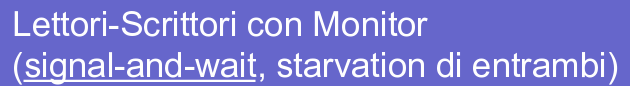 Lettori-Scrittori con Monitor
(signal-and-wait, starvation di entrambi)